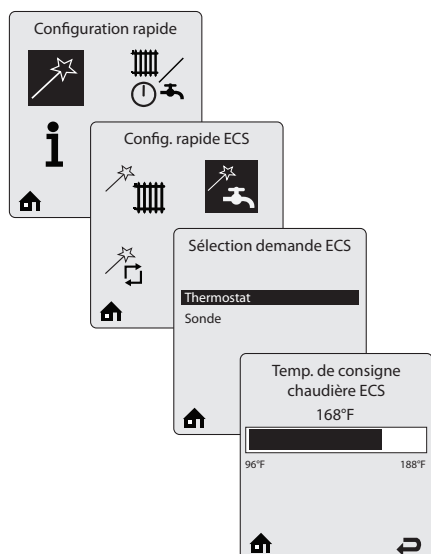 Configuration rapide
Config. rapide ECS
Sélection demande ECS
Thermostat
Sonde
Temp. de consigne
chaudière ECS
168°F
96°F 188°F